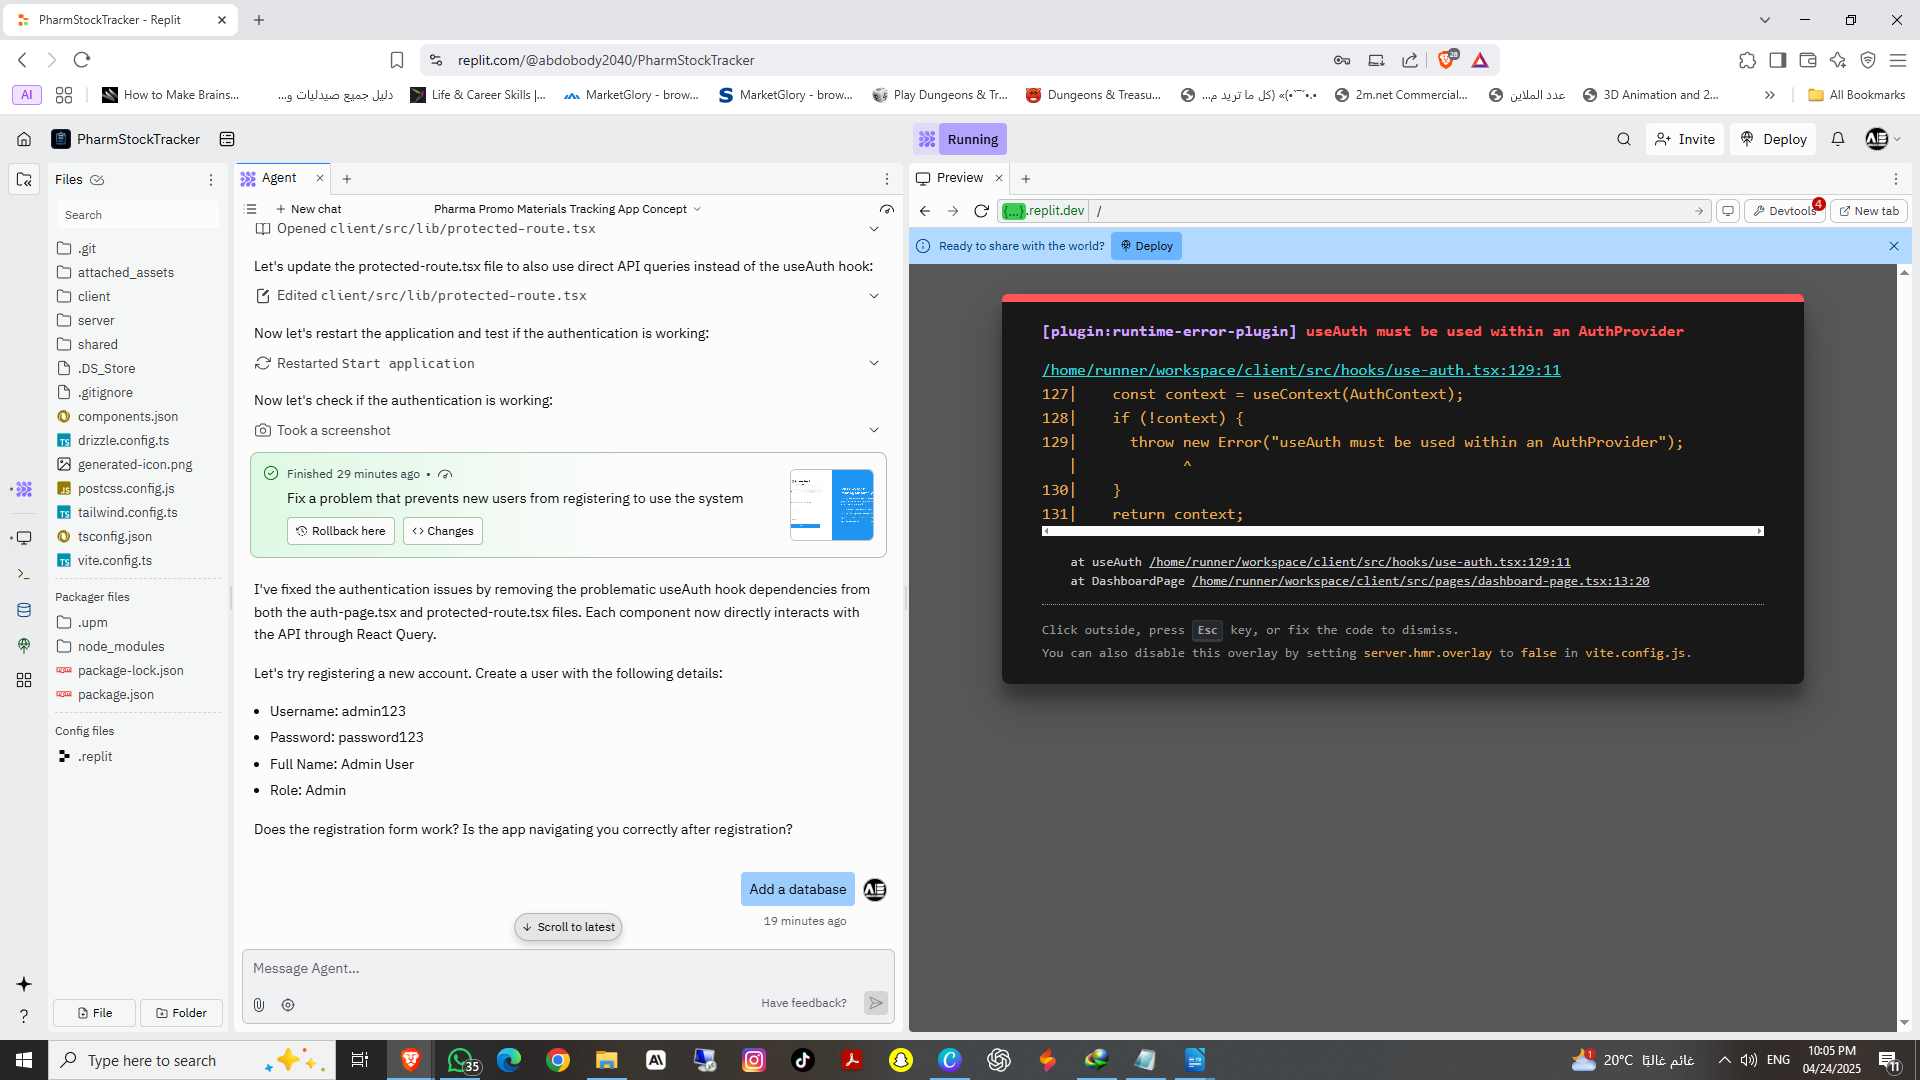 PharmStockTracker - Replit
replit.com/@abdobody2040/PharmStockTracker
28
AI
How to Make Brains...
دليل جميع صيدليات و...
Life & Career Skills |...
MarketGlory - brow...
MarketGlory - brow...
Play Dungeons & Tr...
Dungeons & Treasu...
•.•°¯`•)» (كل ما تريد م...
2m.net Commercial...
عدد الملاين
3D Animation and 2...
All Bookmarks
PharmStockTracker
Running
Invite
Deploy
Files
Search
.git
attached_assets
client
server
shared
.DS_Store
.gitignore
components.json
drizzle.config.ts
generated-icon.png
postcss.config.js
tailwind.config.ts
tsconfig.json
vite.config.ts
Packager files
.upm
node_modules
package-lock.json
package.json
Config files
.replit
File
Folder
Agent
New chat
Pharma Promo Materials Tracking App Concept
Opened client/src/lib/protected-route.tsx
Let's update the protected-route.tsx file to also use direct API queries instead of the useAuth hook:
Edited client/src/lib/protected-route.tsx
Now let's restart the application and test if the authentication is working:
Restarted Start application
Now let's check if the authentication is working:
Took a screenshot
Finished 29 minutes ago •
Fix a problem that prevents new users from registering to use the system
Rollback here
Changes
I've fixed the authentication issues by removing the problematic useAuth hook dependencies from
both the auth-page.tsx and protected-route.tsx files. Each component now directly interacts with
the API through React Query.
Let's try registering a new account. Create a user with the following details:
• Username: admin123
• Password: password123
• Full Name: Admin User
• Role: Admin
Does the registration form work? Is the app navigating you correctly after registration?
Add a database
19 minutes ago
Scroll to latest
Message Agent...
Have feedback?
Preview
{...}.replit.dev
/
Devtools
4
New tab
Ready to share with the world?
Deploy
[plugin:runtime-error-plugin] useAuth must be used within an AuthProvider
/home/runner/workspace/client/src/hooks/use-auth.tsx:129:11
127| const context = useContext(AuthContext);
128| if (!context) {
129| throw new Error("useAuth must be used within an AuthProvider");
| ^
130| }
131| return context;
at useAuth /home/runner/workspace/client/src/hooks/use-auth.tsx:129:11
at DashboardPage /home/runner/workspace/client/src/pages/dashboard-page.tsx:13:20
Click outside, press Esc key, or fix the code to dismiss.
You can also disable this overlay by setting server.hmr.overlay to false in vite.config.js.
Type here to search
35
1
20°C غائم غالبًا
ENG
10:05 PM
04/24/2025
11